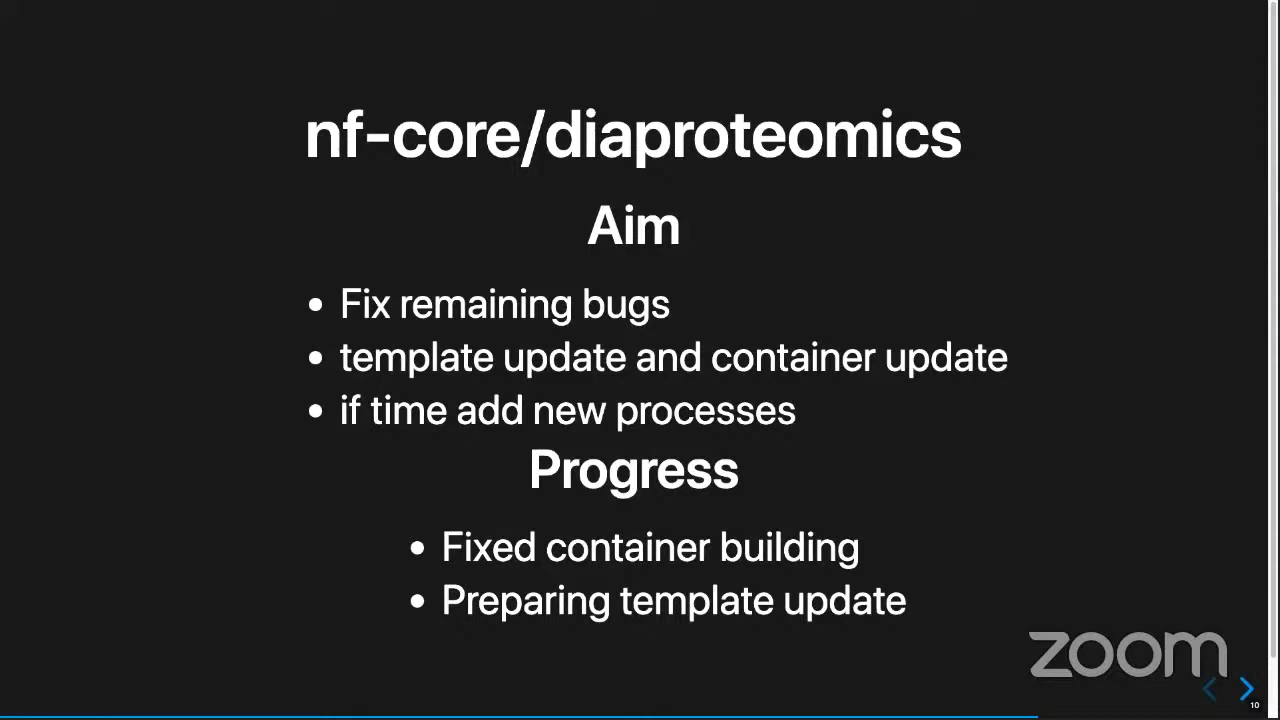 nf-core/diaproteomics
Aim
• Fix remaining bugs
• template update and container update
• if time add new processes
Progress
• Fixed container building
• Preparing template update
zoom
10